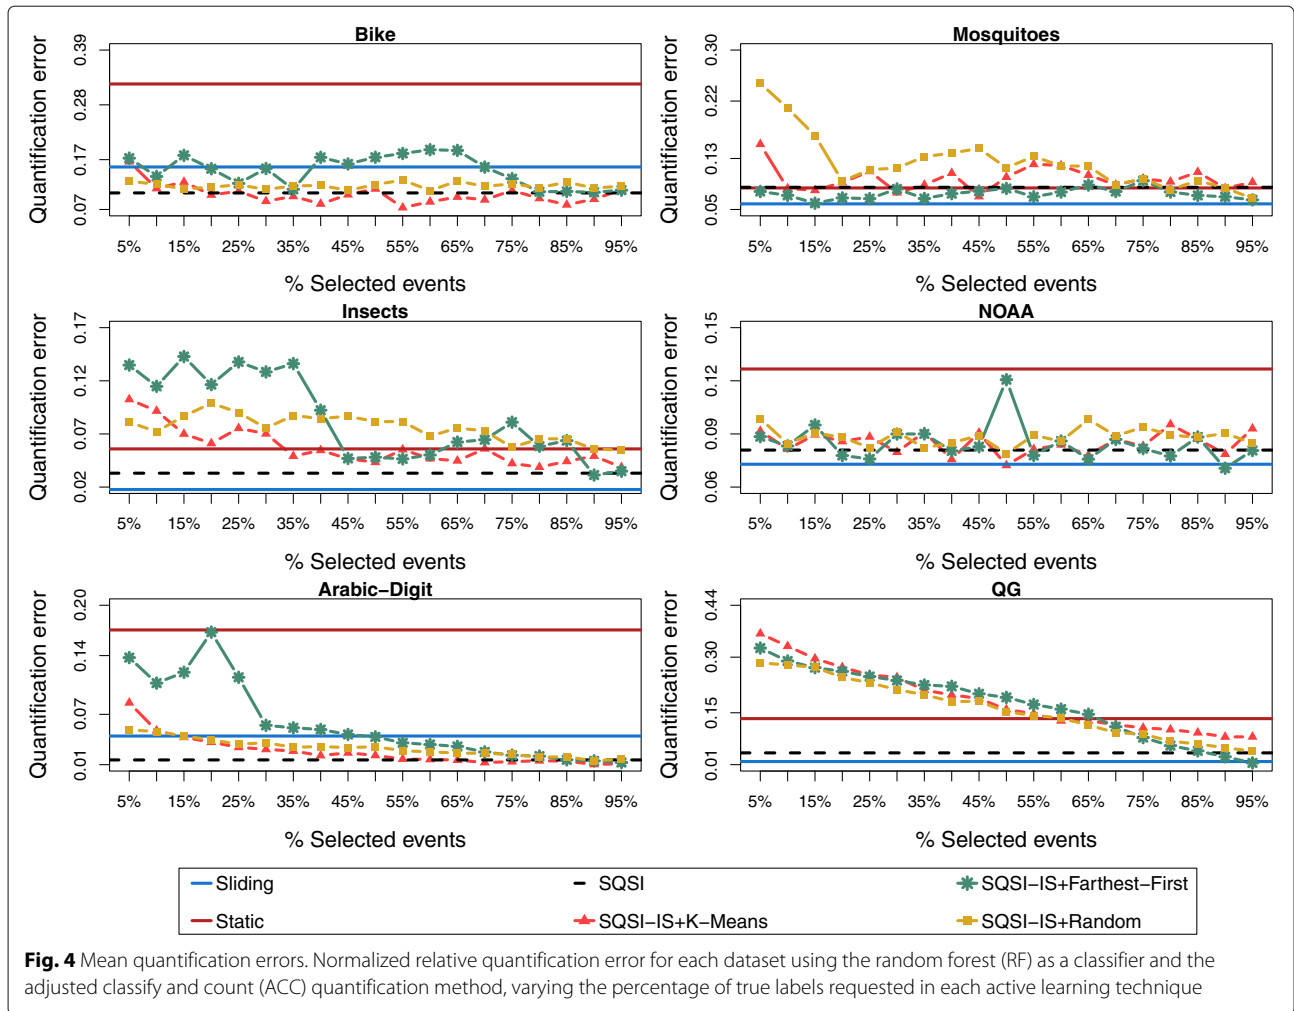 Bike
Quantification error
0.39
0.28
0.17
0.07
5% 15% 25% 35% 45% 55% 65% 75% 85% 95%
% Selected events
Mosquitoes
Quantification error
0.30
0.22
0.13
0.05
5% 15% 25% 35% 45% 55% 65% 75% 85% 95%
% Selected events
Insects
Quantification error
0.17
0.12
0.07
0.02
5% 15% 25% 35% 45% 55% 65% 75% 85% 95%
% Selected events
NOAA
Quantification error
0.15
0.12
0.09
0.06
5% 15% 25% 35% 45% 55% 65% 75% 85% 95%
% Selected events
Arabic−Digit
Quantification error
0.20
0.14
0.07
0.01
5% 15% 25% 35% 45% 55% 65% 75% 85% 95%
% Selected events
QG
Quantification error
0.44
0.30
0.15
0.01
5% 15% 25% 35% 45% 55% 65% 75% 85% 95%
% Selected events
Sliding SQSI SQSI−IS+Farthest−First
Static SQSI−IS+K−Means SQSI−IS+Random
Fig. 4 Mean quantification errors. Normalized relative quantification error for each dataset using the random forest (RF) as a classifier and the
adjusted classify and count (ACC) quantification method, varying the percentage of true labels requested in each active learning technique